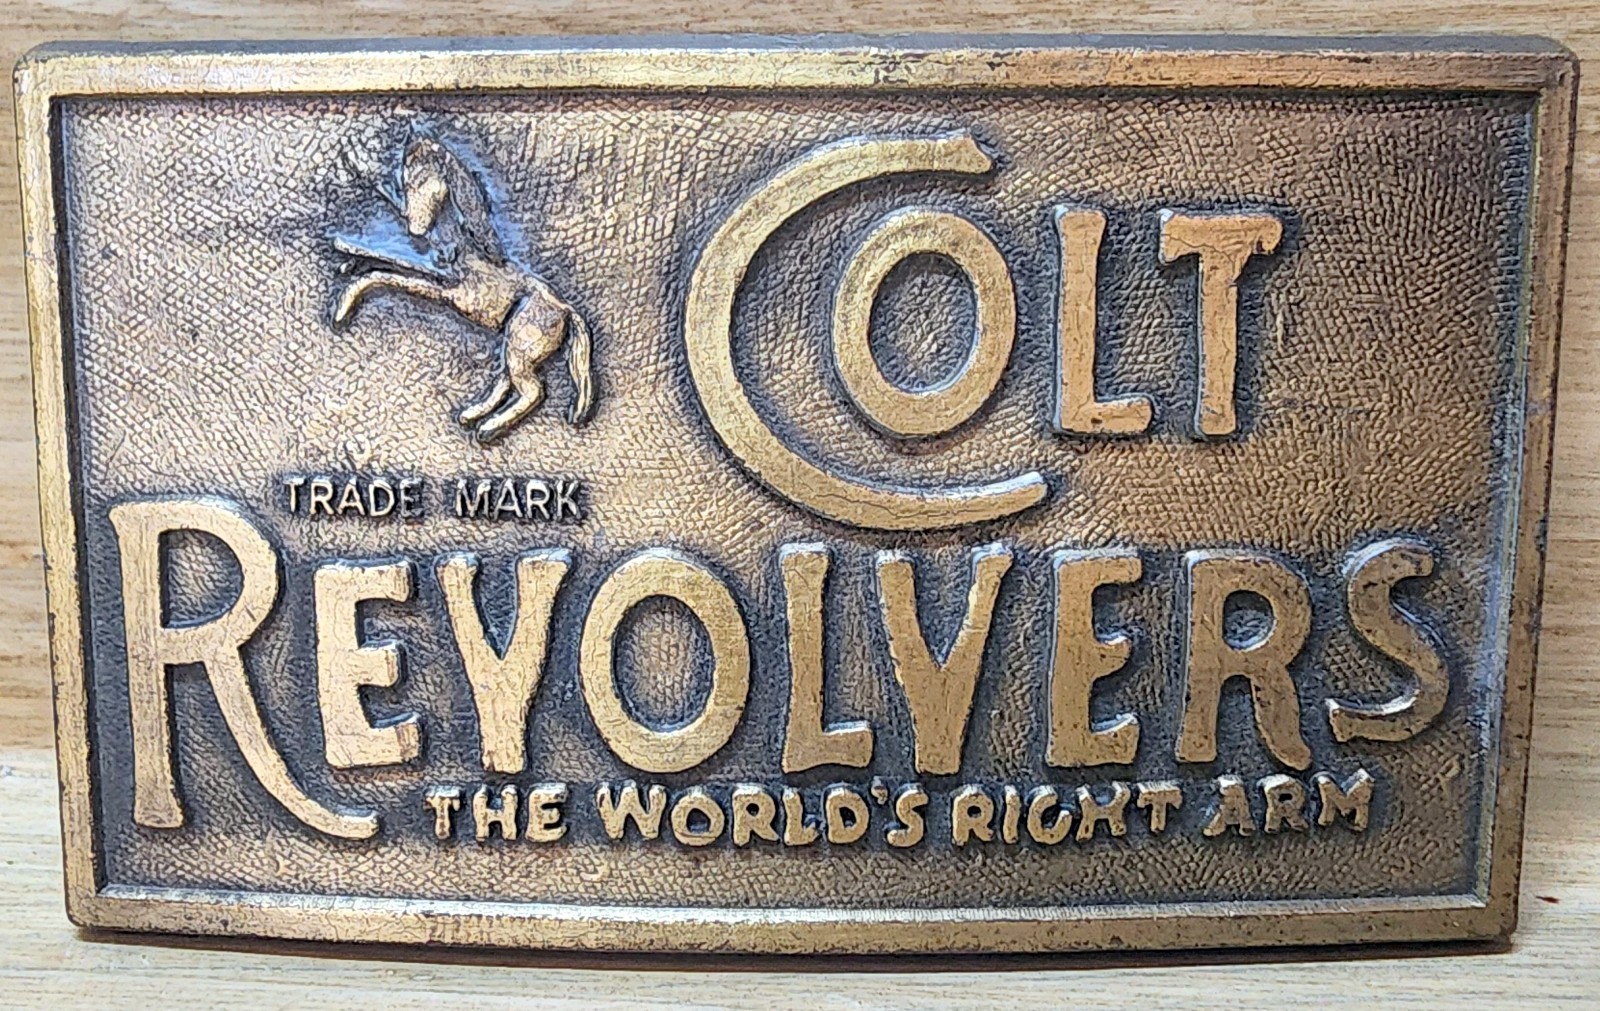 COLT
TRADE MARK
REVOLVERS
THE WORLD'S RIGHT ARM